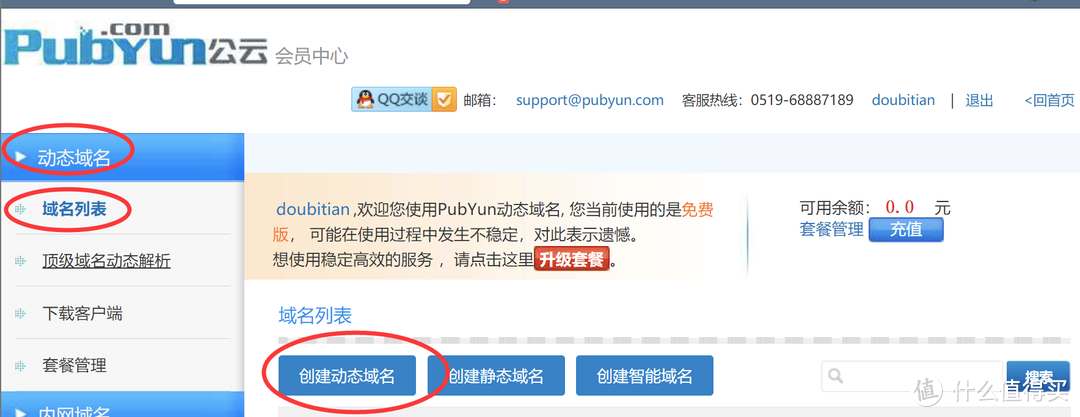 PubYun.com公云 会员中心
QQ交谈 邮箱： support@pubyun.com 客服热线：0519-68887189 doubitian | 退出 <回首页
动态域名
域名列表
顶级域名动态解析
下载客户端
套餐管理
内网域名
doubitian ,欢迎您使用PubYun动态域名, 您当前使用的是免费
版， 可能在使用过程中发生不稳定，对此表示遗憾。
想使用稳定高效的服务 ，请点击这里升级套餐。
可用余额： 0.0 元
套餐管理 充值
域名列表
创建动态域名 创建静态域名 创建智能域名 搜索
值 什么值得买